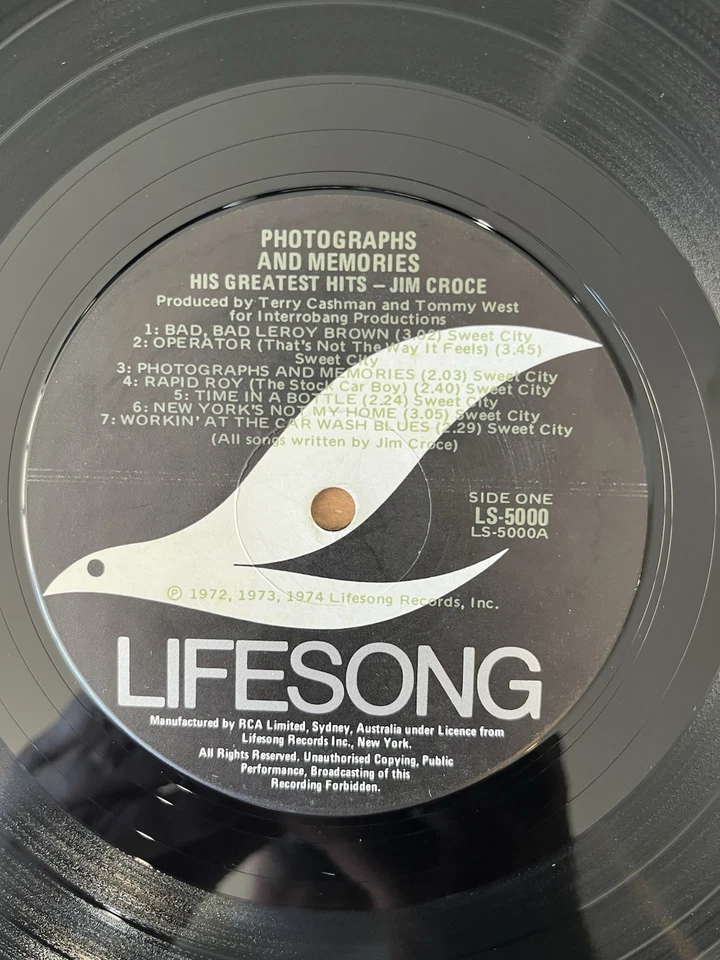 PHOTOGRAPHS
AND MEMORIES
HIS GREATEST HITS – JIM CROCE
Produced by Terry Cashman and Tommy West
for Interrobang Productions
1: BAD, BAD LEROY BROWN (3.02) Sweet City
2: OPERATOR (That's Not The Way It Feels) (3.45)
Sweet City
3: PHOTOGRAPHS AND MEMORIES (2.03) Sweet City
4: RAPID ROY (The Stock Car Boy) (2.40) Sweet City
5: TIME IN A BOTTLE (2.24) Sweet City
6: NEW YORK'S NOT MY HOME (3.05) Sweet City
7: WORKIN' AT THE CAR WASH BLUES (2.29) Sweet City
(All songs written by Jim Croce)
SIDE ONE
LS-5000
LS-5000A
Ⓟ 1972, 1973, 1974 Lifesong Records, Inc.
LIFESONG
Manufactured by RCA Limited, Sydney, Australia under Licence from
Lifesong Records Inc., New York.
All Rights Reserved. Unauthorised Copying, Public
Performance, Broadcasting of this
Recording Forbidden.